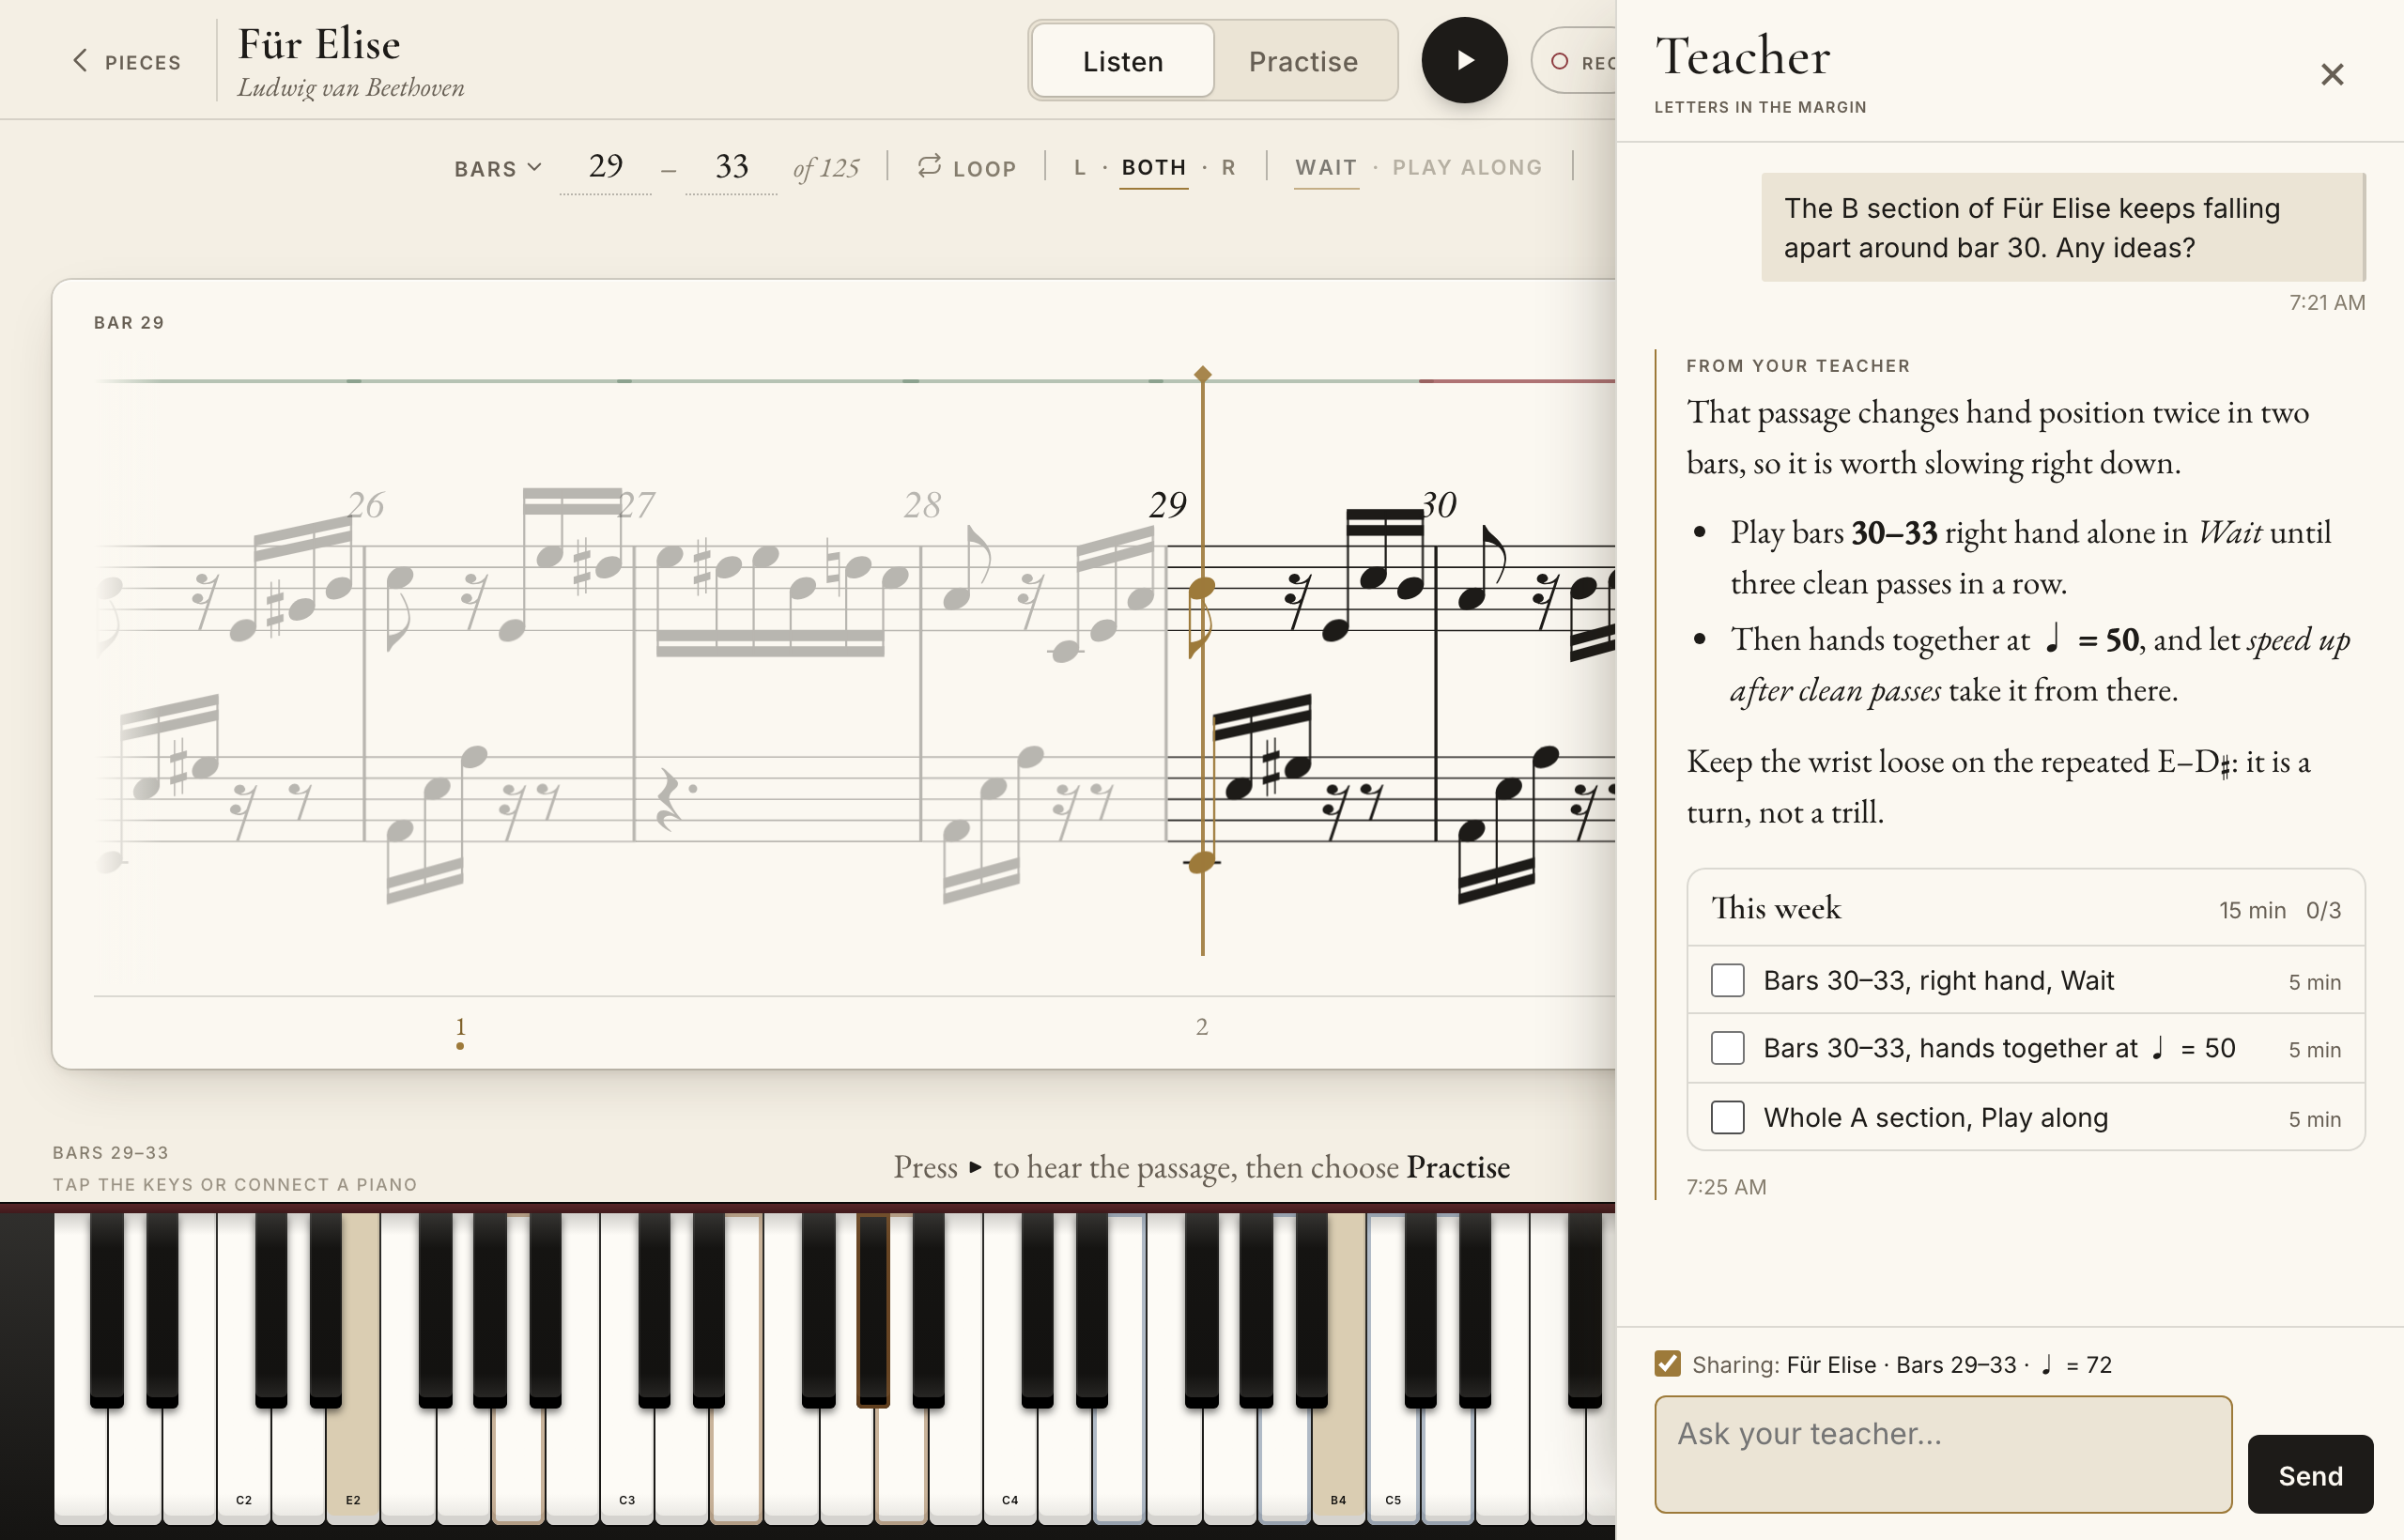 PIECES
Für Elise
Ludwig van Beethoven
Listen
Practise
BARS 29 – 33 of 125
LOOP
L · BOTH · R
WAIT · PLAY ALONG
BAR 29
26 27 28 29 30
1 2
BARS 29–33
TAP THE KEYS OR CONNECT A PIANO
Press ▶ to hear the passage, then choose Practise
C2 E2 C3 C4 B4 C5
Teacher
LETTERS IN THE MARGIN
The B section of Für Elise keeps falling
apart around bar 30. Any ideas?
7:21 AM
FROM YOUR TEACHER
That passage changes hand position twice in two
bars, so it is worth slowing right down.
• Play bars 30–33 right hand alone in Wait until
three clean passes in a row.
• Then hands together at ♩ = 50, and let speed up
after clean passes take it from there.
Keep the wrist loose on the repeated E–D♯: it is a
turn, not a trill.
This week 15 min 0/3
Bars 30–33, right hand, Wait 5 min
Bars 30–33, hands together at ♩ = 50 5 min
Whole A section, Play along 5 min
7:25 AM
Sharing: Für Elise · Bars 29–33 · ♩ = 72
Ask your teacher…
Send